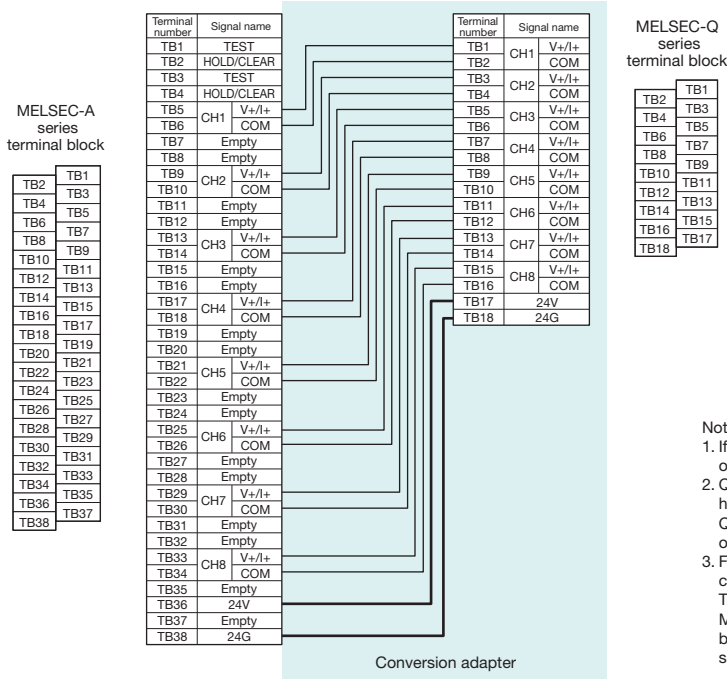 MELSEC-A
series
terminal block
TB1
TB2
TB3
TB4
TB5
TB6
TB7
TB8
TB9
TB10
TB11
TB12
TB13
TB14
TB15
TB16
TB17
TB18
TB19
TB20
TB21
TB22
TB23
TB24
TB25
TB26
TB27
TB28
TB29
TB30
TB31
TB32
TB33
TB34
TB35
TB36
TB37
TB38
Terminal number Signal name
TB1 TEST
TB2 HOLD/CLEAR
TB3 TEST
TB4 HOLD/CLEAR
TB5 CH1 V+/I+
TB6 COM
TB7 Empty
TB8 Empty
TB9 CH2 V+/I+
TB10 COM
TB11 Empty
TB12 Empty
TB13 CH3 V+/I+
TB14 COM
TB15 Empty
TB16 Empty
TB17 CH4 V+/I+
TB18 COM
TB19 Empty
TB20 Empty
TB21 CH5 V+/I+
TB22 COM
TB23 Empty
TB24 Empty
TB25 CH6 V+/I+
TB26 COM
TB27 Empty
TB28 Empty
TB29 CH7 V+/I+
TB30 COM
TB31 Empty
TB32 Empty
TB33 CH8 V+/I+
TB34 COM
TB35 Empty
TB36 24V
TB37 Empty
TB38 24G
Conversion adapter
Terminal number Signal name
TB1 CH1 V+/I+
TB2 COM
TB3 CH2 V+/I+
TB4 COM
TB5 CH3 V+/I+
TB6 COM
TB7 CH4 V+/I+
TB8 COM
TB9 CH5 V+/I+
TB10 COM
TB11 CH6 V+/I+
TB12 COM
TB13 CH7 V+/I+
TB14 COM
TB15 CH8 V+/I+
TB16 COM
TB17 24V
TB18 24G
MELSEC-Q
series
terminal block
TB1
TB2
TB3
TB4
TB5
TB6
TB7
TB8
TB9
TB10
TB11
TB12
TB13
TB14
TB15
TB16
TB17
TB18
Not
1. If
o
2. Q
h
Q
o
3. F
c
T
M
b
s